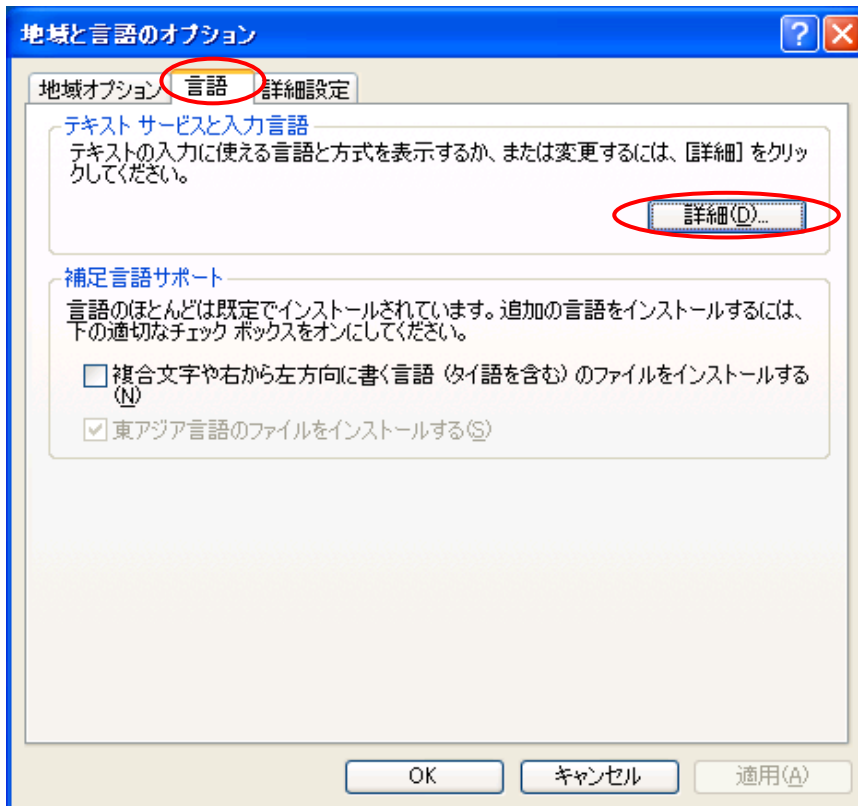 地域と言語のオプション
地域オプション 言語 詳細設定
テキスト サービスと入力言語
テキストの入力に使える言語と方式を表示するか、または変更するには、[詳細] をクリッ
クしてください。
詳細(D)...
補足言語サポート
言語のほとんどは既定でインストールされています。追加の言語をインストールするには、
下の適切なチェック ボックスをオンにしてください。
複合文字や右から左方向に書く言語 (タイ語を含む) のファイルをインストールする
(N)
東アジア言語のファイルをインストールする(S)
OK キャンセル 適用(A)